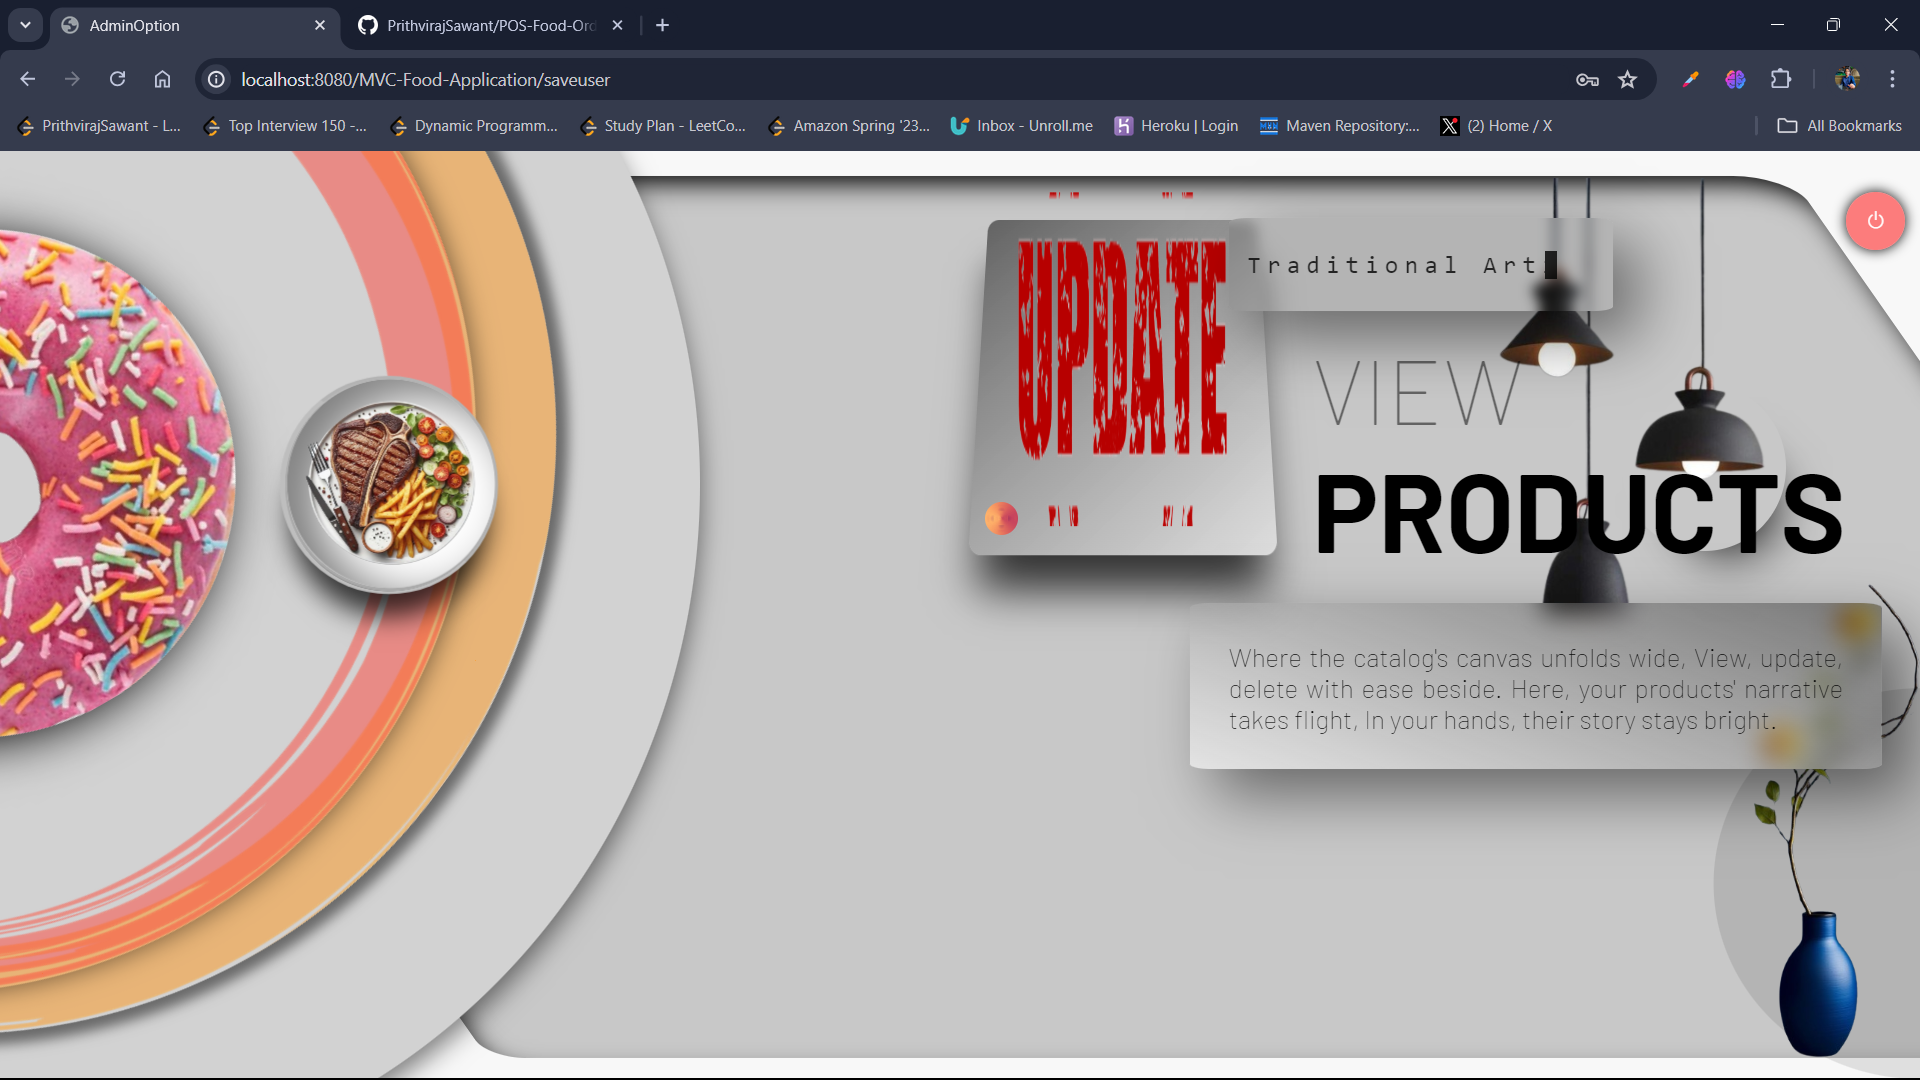 AdminOption
PrithvirajSawant/POS-Food-Ord
localhost:8080/MVC-Food-Application/saveuser
PrithvirajSawant - L...
Top Interview 150 -...
Dynamic Programm...
Study Plan - LeetCo...
Amazon Spring '23...
Inbox - Unroll.me
Heroku | Login
Maven Repository:...
(2) Home / X
All Bookmarks
UPDATE
Traditional Art
VIEW
PRODUCTS
Where the catalog's canvas unfolds wide, View, update,
delete with ease beside. Here, your products' narrative
takes flight, In your hands, their story stays bright.